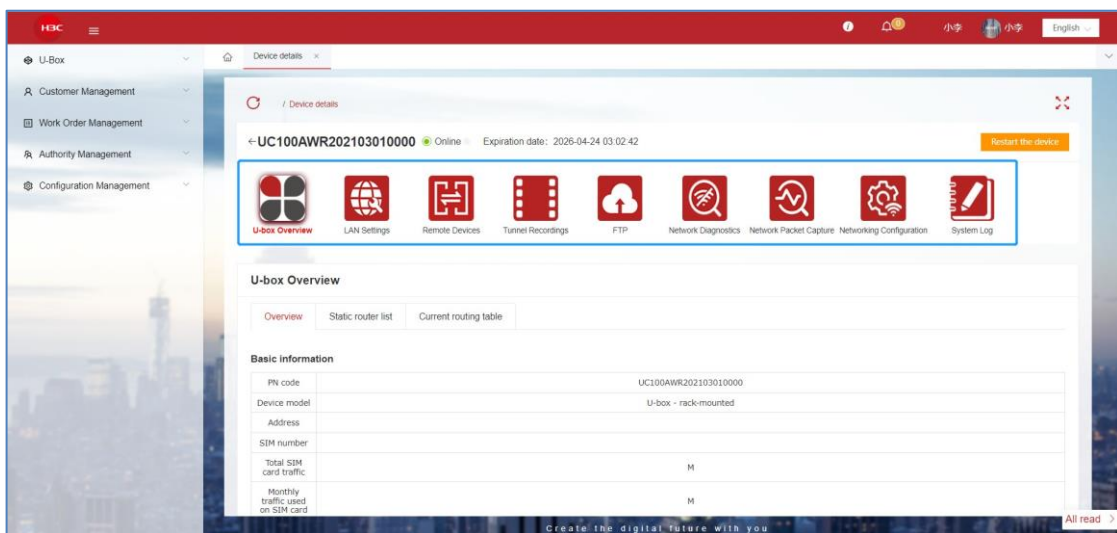 H3C
0
小李
小李
English
U-Box
Customer Management
Work Order Management
Authority Management
Configuration Management
Device details ×
/ Device details
←UC100AWR202103010000 Online Expiration date: 2026-04-24 03:02:42
Restart the device
U-box Overview LAN Settings Remote Devices Tunnel Recordings FTP Network Diagnostics Network Packet Capture Networking Configuration System Log
U-box Overview
Overview Static router list Current routing table
Basic information
PN code UC100AWR202103010000
Device model U-box - rack-mounted
Address
SIM number
Total SIM
card traffic M
Monthly
traffic used
on SIM card M
Create the digital future with you
All read >